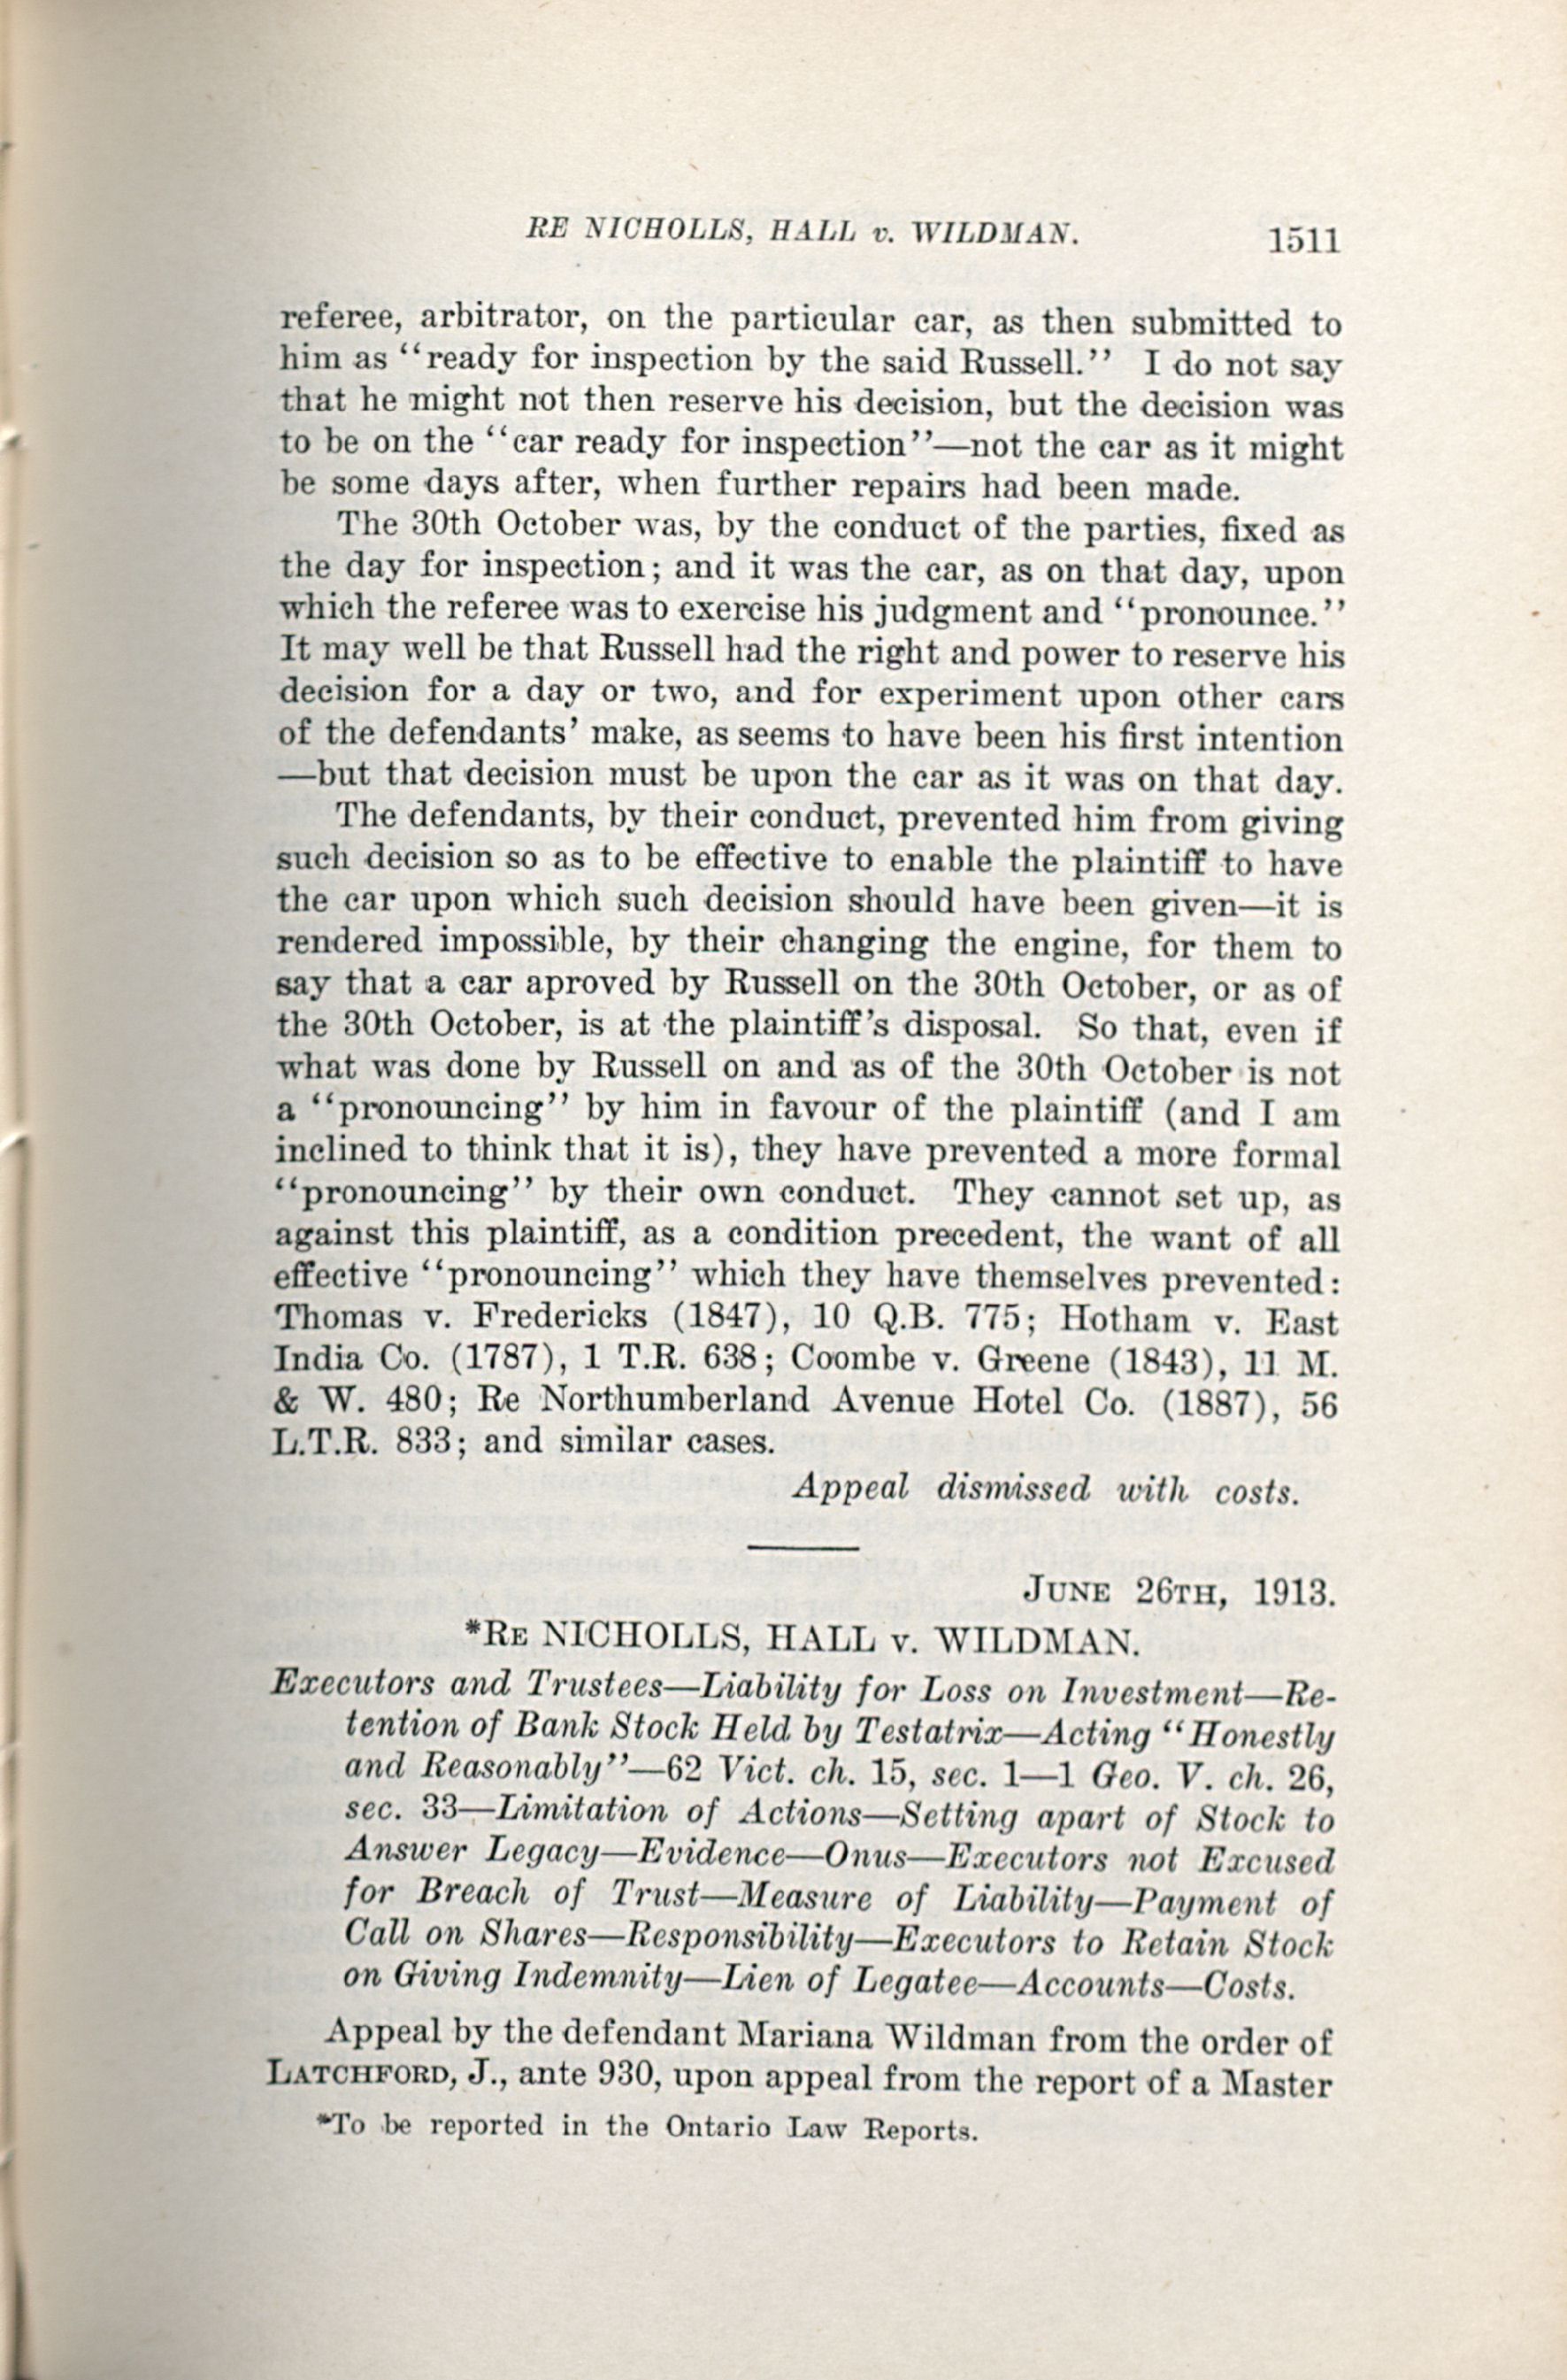 RE NICHOLLS, HALL v. WILDMAN. 1511
referee, arbitrator, on the particular car, as then submitted to
him as ‘‘ready for inspection by the said Russell.’’ I do not say
that he might not then reserve his decision, but the decision was
to be on the ‘‘car ready for inspection’’—not the car as it might
be some days after, when further repairs had been made.
The 30th October was, by the conduct of the parties, fixed as
the day for inspection; and it was the car, as on that day, upon
which the referee was to exercise his judgment and ‘‘pronounce.’’
It may well be that Russell had the right and power to reserve his
decision for a day or two, and for experiment upon other cars
of the defendants’ make, as seems to have been his first intention
—but that decision must be upon the car as it was on that day.
The defendants, by their conduct, prevented him from giving
such decision so as to be effective to enable the plaintiff to have
the car upon which such decision should have been given—it is
rendered impossible, by their changing the engine, for them to
say that a car aproved by Russell on the 30th October, or as of
the 30th October, is at the plaintiff’s disposal. So that, even if
what was done by Russell on and as of the 30th October is not
a ‘‘pronouncing’’ by him in favour of the plaintiff (and I am
inclined to think that it is), they have prevented a more formal
‘‘pronouncing’’ by their own conduct. They cannot set up, as
against this plaintiff, as a condition precedent, the want of all
effective ‘‘pronouncing’’ which they have themselves prevented:
Thomas v. Fredericks (1847), 10 Q.B. 775; Hotham v. East
India Co. (1787), 1 T.R. 638; Coombe v. Greene (1843), 11 M.
& W. 480; Re Northumberland Avenue Hotel Co. (1887), 56
L.T.R. 833; and similar cases.
Appeal dismissed with costs.
JUNE 26TH, 1913.
*RE NICHOLLS, HALL v. WILDMAN.
Executors and Trustees—Liability for Loss on Investment—Re-
tention of Bank Stock Held by Testatrix—Acting ‘‘Honestly
and Reasonably’’—62 Vict. ch. 15, sec. 1—1 Geo. V. ch. 26,
sec. 33—Limitation of Actions—Setting apart of Stock to
Answer Legacy—Evidence—Onus—Executors not Excused
for Breach of Trust—Measure of Liability—Payment of
Call on Shares—Responsibility—Executors to Retain Stock
on Giving Indemnity—Lien of Legatee—Accounts—Costs.
Appeal by the defendant Mariana Wildman from the order of
LATCHFORD, J., ante 930, upon appeal from the report of a Master
*To be reported in the Ontario Law Reports.